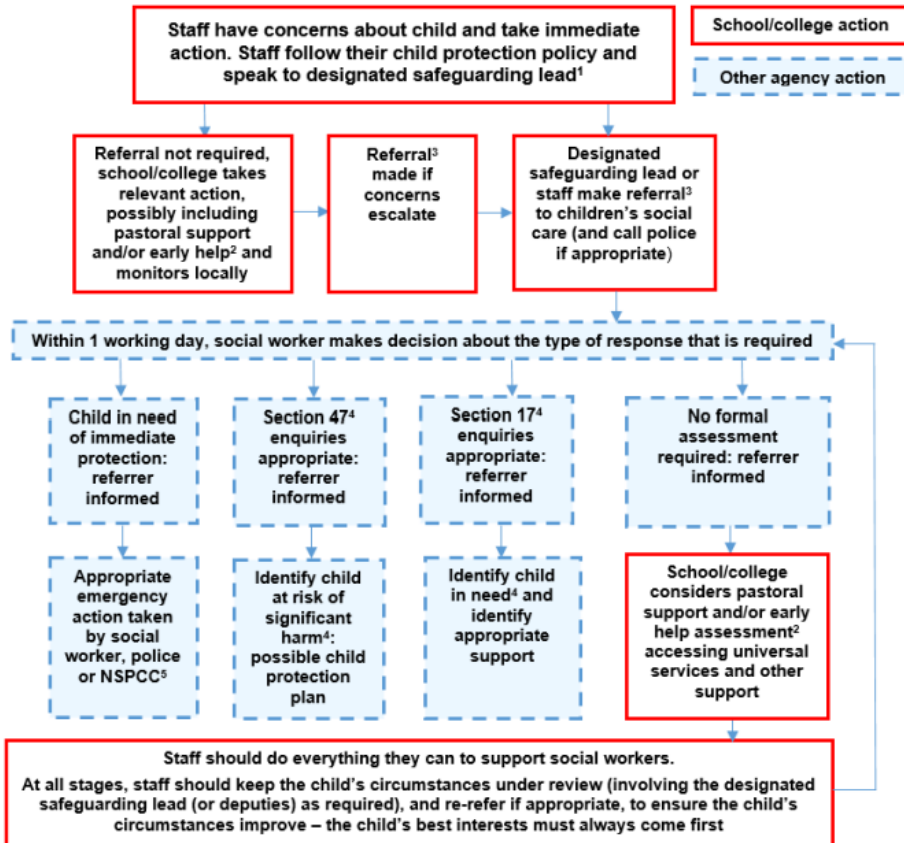 Staff have concerns about child and take immediate
action. Staff follow their child protection policy and
speak to designated safeguarding lead¹
School/college action
Other agency action
Referral not required,
school/college takes
relevant action,
possibly including
pastoral support
and/or early help² and
monitors locally
Referral³
made if
concerns
escalate
Designated
safeguarding lead or
staff make referral³
to children’s social
care (and call police
if appropriate)
Within 1 working day, social worker makes decision about the type of response that is required
Child in need
of immediate
protection:
referrer
informed
Section 47⁴
enquiries
appropriate:
referrer
informed
Section 17⁴
enquiries
appropriate:
referrer
informed
No formal
assessment
required: referrer
informed
Appropriate
emergency
action taken
by social
worker, police
or NSPCC⁵
Identify child
at risk of
significant
harm⁴:
possible child
protection
plan
Identify child
in need⁴ and
identify
appropriate
support
School/college
considers pastoral
support and/or early
help assessment²
accessing universal
services and other
support
Staff should do everything they can to support social workers.
At all stages, staff should keep the child’s circumstances under review (involving the designated
safeguarding lead (or deputies) as required), and re-refer if appropriate, to ensure the child’s
circumstances improve – the child’s best interests must always come first